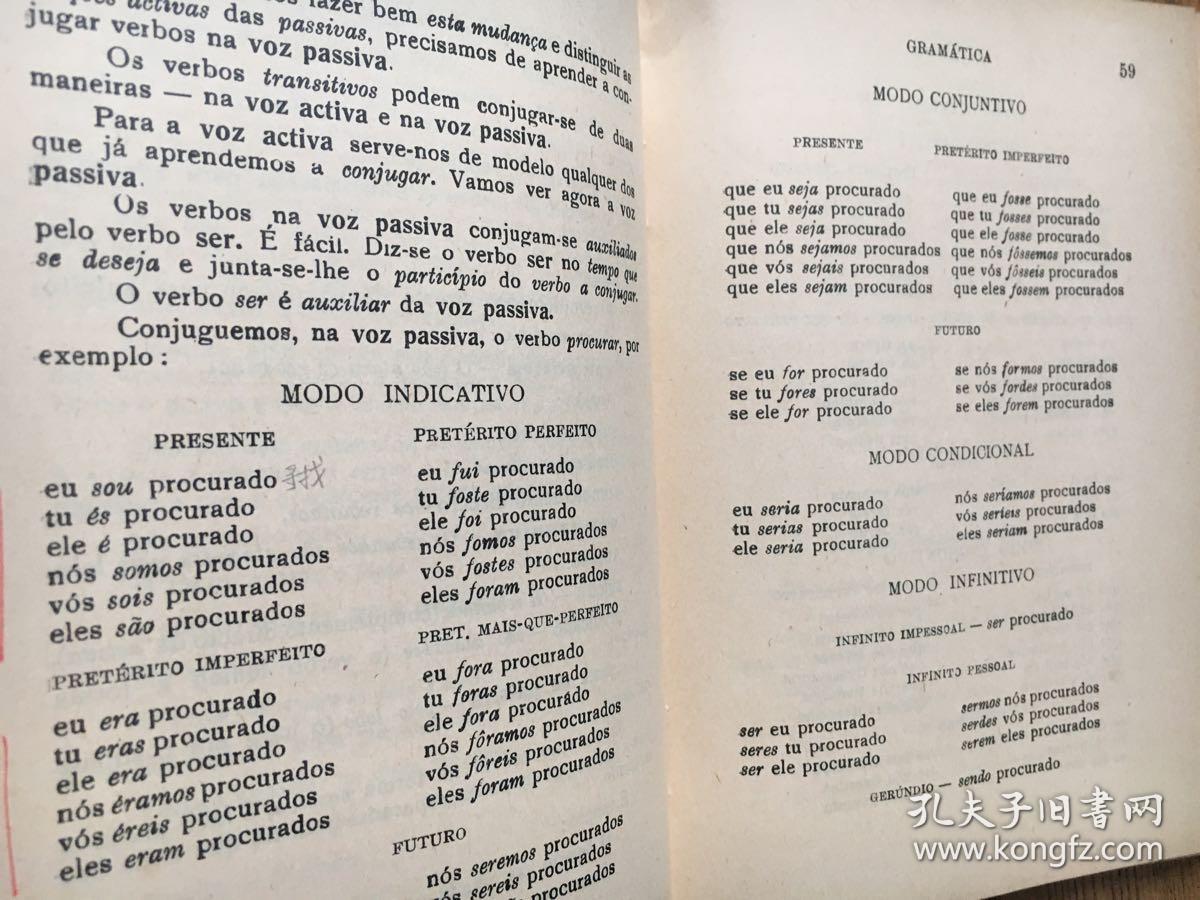 fazer bem esta mudança e distinguir as
activas das passivas, precisamos de aprender a con-
jugar verbos na voz passiva.
Os verbos transitivos podem conjugar-se de duas
maneiras — na voz activa e na voz passiva.
Para a voz activa serve-nos de modelo qualquer dos
que já aprendemos a conjugar. Vamos ver agora a voz
passiva.
Os verbos na voz passiva conjugam-se auxiliados
pelo verbo ser. É fácil. Diz-se o verbo ser no tempo que
se deseja e junta-se-lhe o particípio do verbo a conjugar.
O verbo ser é auxiliar da voz passiva.
Conjuguemos, na voz passiva, o verbo procurar, por
exemplo:
MODO INDICATIVO
PRESENTE
eu sou procurado 寻找
tu és procurado
ele é procurado
nós somos procurados
vós sois procurados
eles são procurados
PRETÉRITO IMPERFEITO
eu era procurado
tu eras procurado
ele era procurado
nós éramos procurados
vós éreis procurados
eles eram procurados
PRETÉRITO PERFEITO
eu fui procurado
tu foste procurado
ele foi procurado
nós fomos procurados
vós fostes procurados
eles foram procurados
PRET. MAIS-QUE-PERFEITO
eu fora procurado
tu foras procurado
ele fora procurado
nós fôramos procurados
vós fôreis procurados
eles foram procurados
FUTURO
nós seremos procurados
vós sereis procurados
procurados
GRAMÁTICA
59
MODO CONJUNTIVO
PRESENTE
que eu seja procurado
que tu sejas procurado
que ele seja procurado
que nós sejamos procurados
que vós sejais procurados
que eles sejam procurados
PRETÉRITO IMPERFEITO
que eu fosse procurado
que tu fosses procurado
que ele fosse procurado
que nós fôssemos procurados
que vós fôsseis procurados
que eles fossem procurados
FUTURO
se eu for procurado
se tu fores procurado
se ele for procurado
se nós formos procurados
se vós fordes procurados
se eles forem procurados
MODO CONDICIONAL
eu seria procurado
tu serias procurado
ele seria procurado
nós seríamos procurados
vós serieis procurados
eles seriam procurados
MODO INFINITIVO
INFINITO IMPESSOAL — ser procurado
INFINITO PESSOAL
ser eu procurado
seres tu procurado
ser ele procurado
sermos nós procurados
serdes vós procurados
serem eles procurados
GERÚNDIO — sendo procurado
孔夫子旧书网
www.kongfz.com